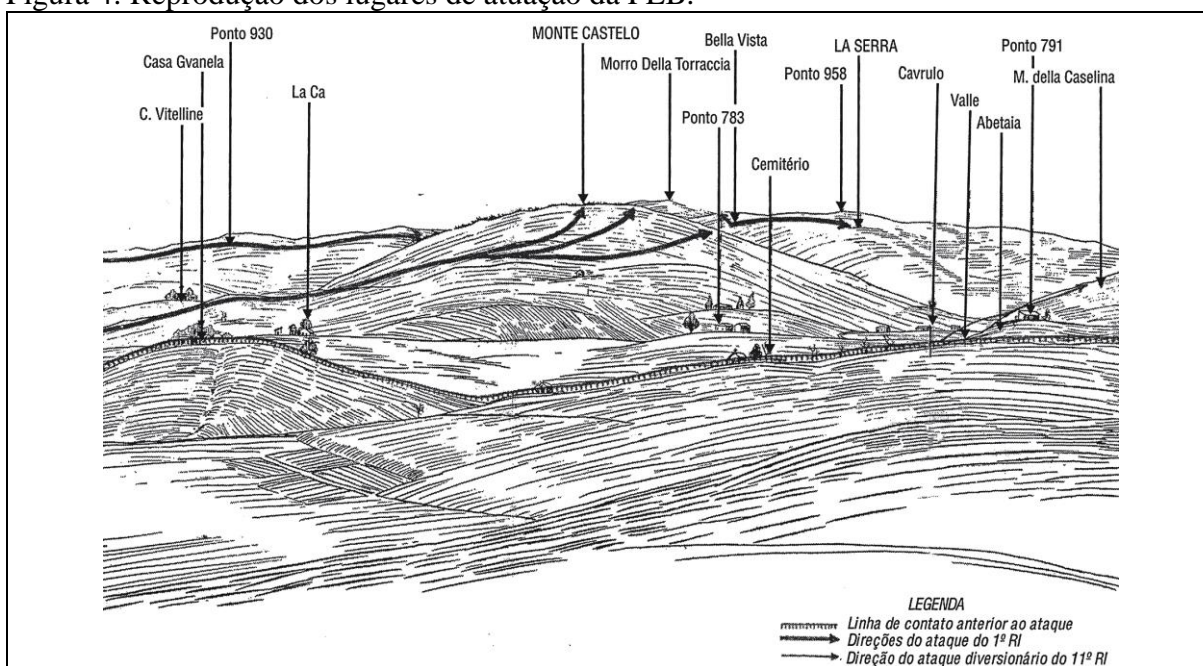 Figura 4: Reprodução dos lugares de atuação da FEB.
Ponto 930
MONTE CASTELO
Bella Vista
LA SERRA
Ponto 791
Casa Gvanela
Morro Della Torraccia
Ponto 958
Cavrulo
M. della Caselina
C. Vitelline
La Ca
Ponto 783
Valle
Abetaia
Cemitério
LEGENDA
Linha de contato anterior ao ataque
Direções do ataque do 1º RI
Direção do ataque diversionário do 11º RI